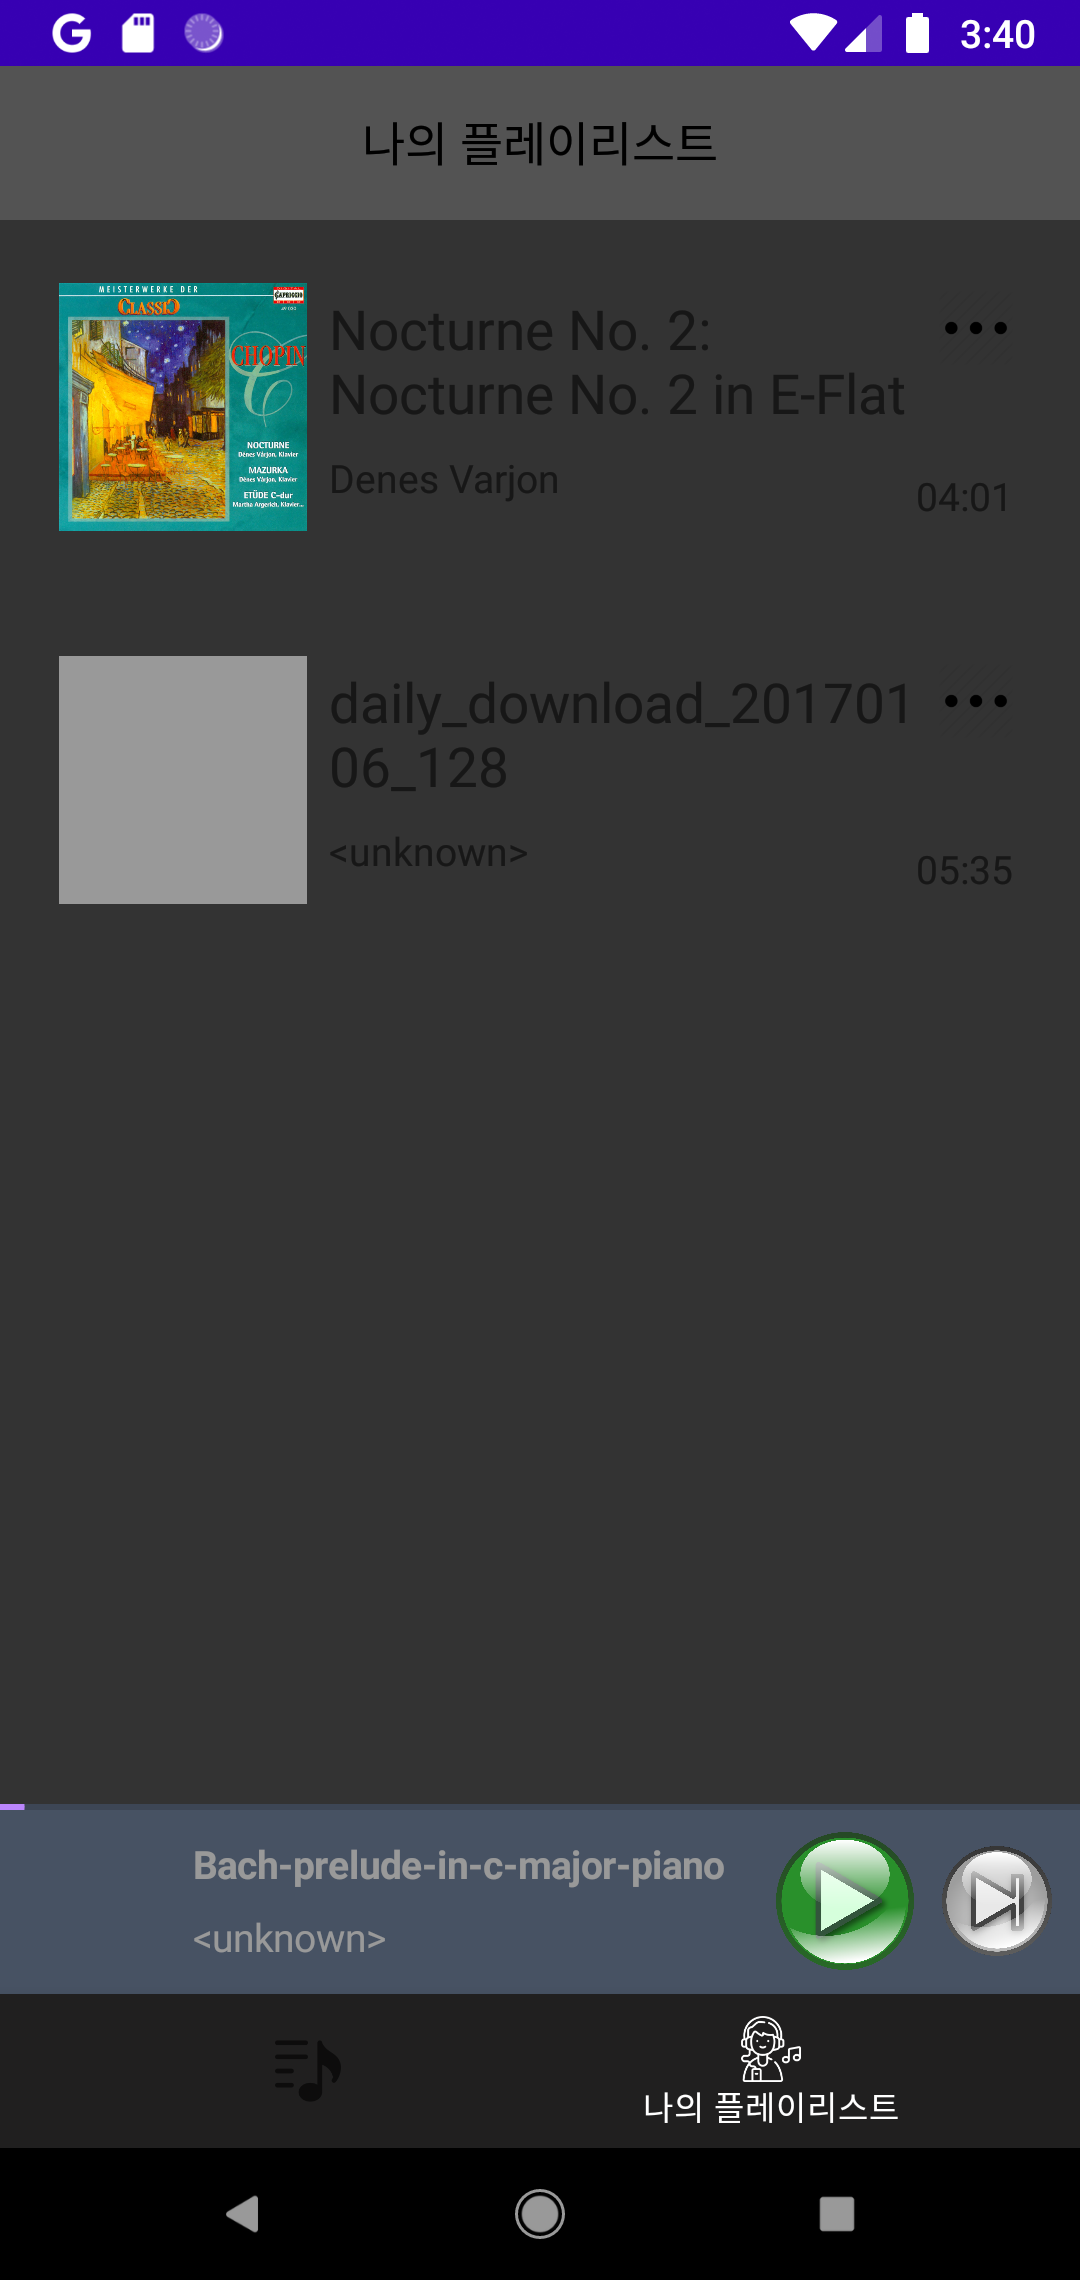 3:40
나의 플레이리스트
MEISTERWERKE DER
CLASSIC
CAPRICCIO
CHOPIN
NOCTURNE
Dénes Várjon, Klavier
MAZURKA
Dénes Várjon, Klavier
ETÜDE C-dur
Martha Argerich, Klavier...
Nocturne No. 2:
Nocturne No. 2 in E-Flat
Denes Varjon
04:01
daily_download_201701
06_128
<unknown>
05:35
Bach-prelude-in-c-major-piano
<unknown>
나의 플레이리스트